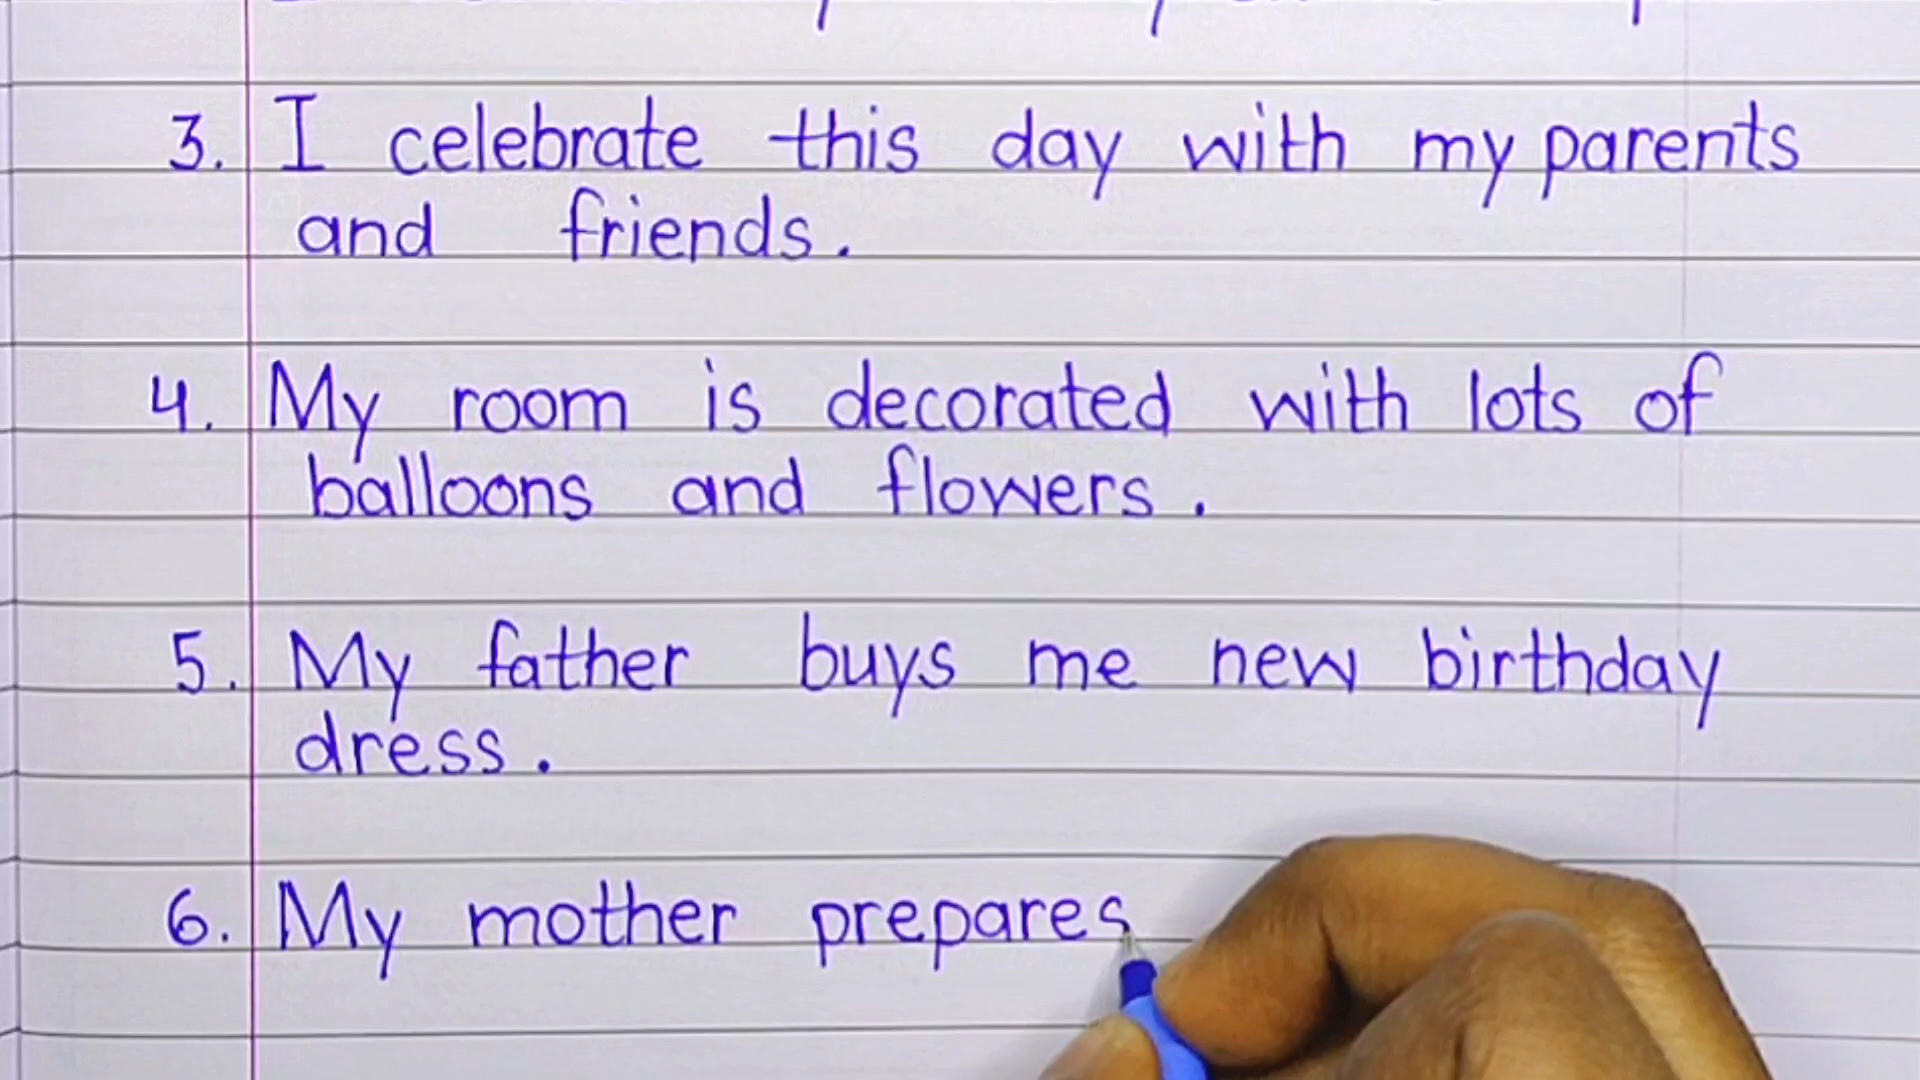 3. I celebrate this day with my parents
and friends.
4. My room is decorated with lots of
balloons and flowers.
5. My father buys me new birthday
dress.
6. My mother prepares